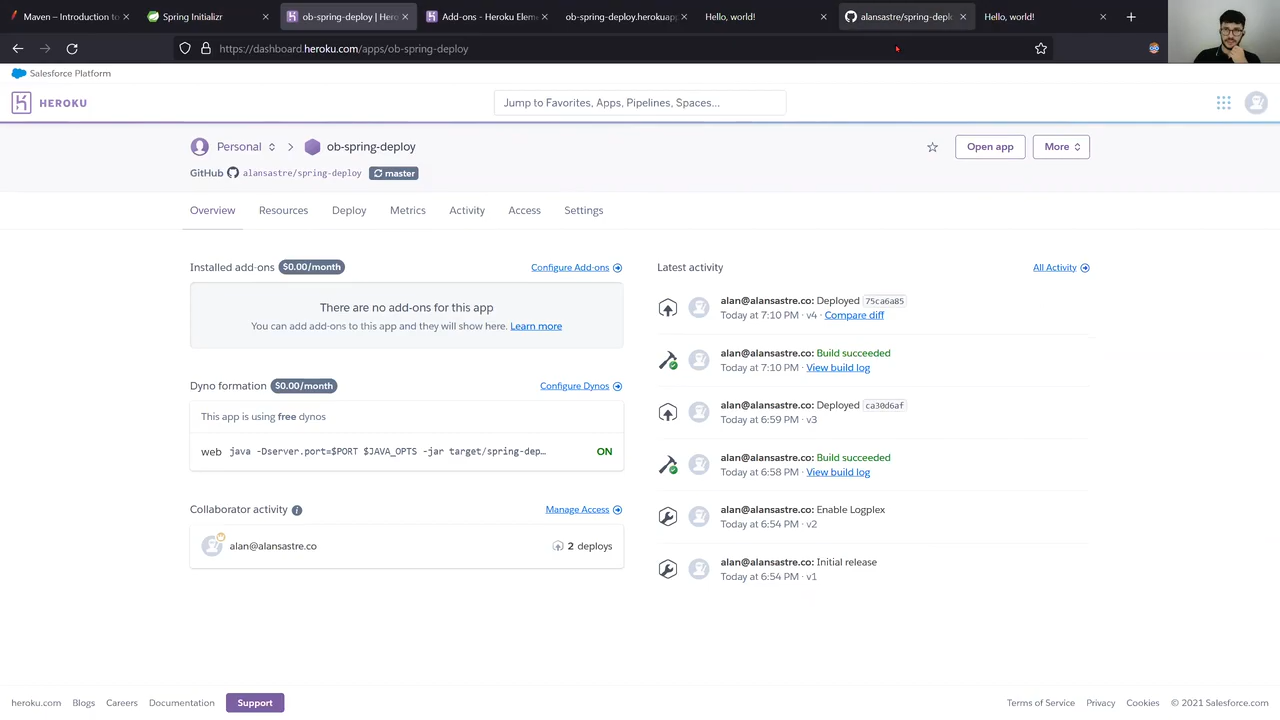 Maven – Introduction to
Spring Initializr
ob-spring-deploy | Hero
Add-ons - Heroku Eleme
ob-spring-deploy.herokuapp
Hello, world!
alansastre/spring-deplo
Hello, world!
https://dashboard.heroku.com/apps/ob-spring-deploy
Salesforce Platform
HEROKU
Jump to Favorites, Apps, Pipelines, Spaces...
Personal
ob-spring-deploy
Open app
More
GitHub alansastre/spring-deploy master
Overview
Resources
Deploy
Metrics
Activity
Access
Settings
Installed add-ons $0.00/month
Configure Add-ons
There are no add-ons for this app
You can add add-ons to this app and they will show here. Learn more
Dyno formation $0.00/month
Configure Dynos
This app is using free dynos
web java -Dserver.port=$PORT $JAVA_OPTS -jar target/spring-dep… ON
Collaborator activity
Manage Access
alan@alansastre.co
2 deploys
Latest activity
All Activity
alan@alansastre.co: Deployed 75ca6a85
Today at 7:10 PM · v4 · Compare diff
alan@alansastre.co: Build succeeded
Today at 7:10 PM · View build log
alan@alansastre.co: Deployed ca30d6af
Today at 6:59 PM · v3
alan@alansastre.co: Build succeeded
Today at 6:58 PM · View build log
alan@alansastre.co: Enable Logplex
Today at 6:54 PM · v2
alan@alansastre.co: Initial release
Today at 6:54 PM · v1
heroku.com
Blogs
Careers
Documentation
Support
Terms of Service
Privacy
Cookies
© 2021 Salesforce.com